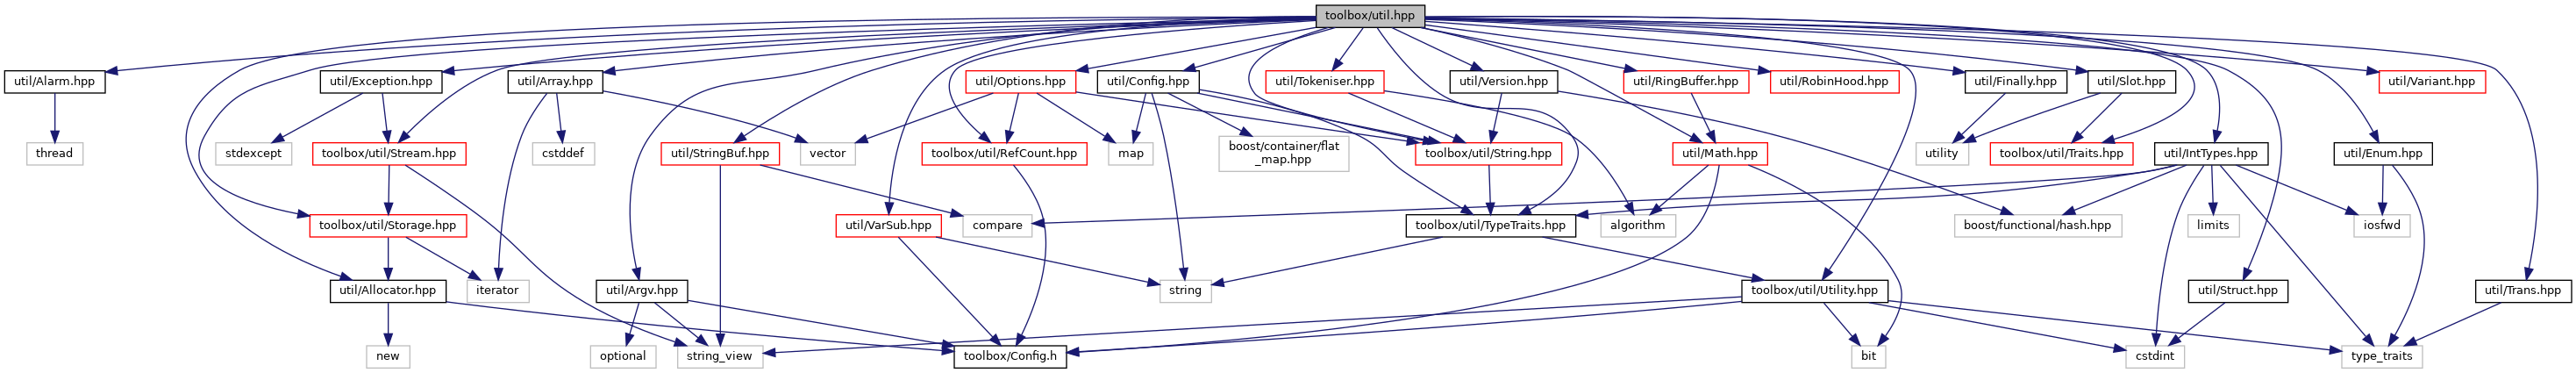 toolbox/util.hpp
util/Alarm.hpp
util/Exception.hpp
util/Array.hpp
util/Options.hpp
util/Config.hpp
util/Tokeniser.hpp
util/Version.hpp
util/RingBuffer.hpp
util/RobinHood.hpp
util/Finally.hpp
util/Slot.hpp
util/Variant.hpp
thread
stdexcept
toolbox/util/Stream.hpp
cstddef
util/StringBuf.hpp
vector
toolbox/util/RefCount.hpp
map
boost/container/flat
_map.hpp
toolbox/util/String.hpp
util/Math.hpp
utility
toolbox/util/Traits.hpp
util/IntTypes.hpp
util/Enum.hpp
toolbox/util/Storage.hpp
util/VarSub.hpp
compare
toolbox/util/TypeTraits.hpp
algorithm
boost/functional/hash.hpp
limits
iosfwd
util/Allocator.hpp
iterator
util/Argv.hpp
string
toolbox/util/Utility.hpp
util/Struct.hpp
util/Trans.hpp
new
optional
string_view
toolbox/Config.h
bit
cstdint
type_traits